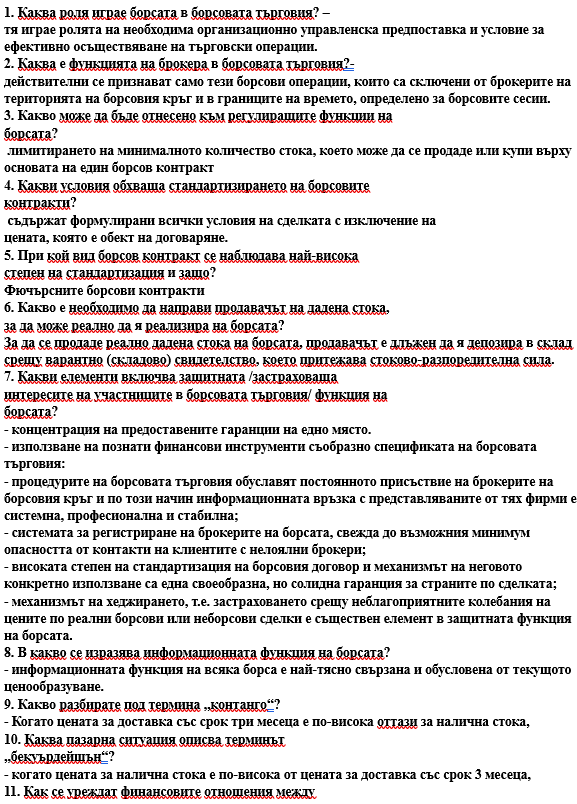 1. Каква роля играе борсата в борсовата търговия? –
тя играе ролята на необходима организационно управленска предпоставка и условие за
ефективно осъществяване на търговски операции.
2. Каква е функцията на брокера в борсовата търговия?-
действителни се признават само тези борсови операции, които са сключени от брокерите на
територията на борсовия кръг и в границите на времето, определено за борсовите сесии.
3. Какво може да бъде отнесено към регулиращите функции на
борсата?
лимитирането на минималното количество стока, което може да се продаде или купи върху
основата на един борсов контракт
4. Какви условия обхваща стандартизирането на борсовите
контракти?
съдържат формулирани всички условия на сделката с изключение на
цената, която е обект на договаряне.
5. При кой вид борсов контракт се наблюдава най-висока
степен на стандартизация и защо?
Фючърсните борсови контракти
6. Какво е необходимо да направи продавачът на дадена стока,
за да може реално да я реализира на борсата?
За да се продаде реално дадена стока на борсата, продавачът е длъжен да я депозира в склад
срещу варантно (складово) свидетелство, което притежава стоково-разпоредителна сила.
7. Какви елементи включва защитната /застраховаща
интересите на участниците в борсовата търговия/ функция на
борсата?
- концентрация на предоставените гаранции на едно място.
- използване на познати финансови инструменти съобразно спецификата на борсовата
търговия:
- процедурите на борсовата търговия обуславят постоянното присъствие на брокерите на
борсовия кръг и по този начин информационната връзка с представляваните от тях фирми е
системна, професионална и стабилна;
- системата за регистриране на брокерите на борсата, свежда до възможния минимум
опасността от контакти на клиентите с нелоялни брокери;
- високата степен на стандартизация на борсовия договор и механизмът на неговото
конкретно използване са една своеобразна, но солидна гаранция за страните по сделката;
- механизмът на хеджирането, т.е. застраховането срещу неблагоприятните колебания на
цените по реални борсови или неборсови сделки е съществен елемент в защитната функция
на борсата.
8. В какво се изразява информационната функция на борсата?
- информационната функция на всяка борса е най-тясно свързана и обусловена от текущото
ценообразуване.
9. Какво разбирате под термина „контанго“?
- Когато цената за доставка със срок три месеца е по-висока оттази за налична стока,
10. Каква пазарна ситуация описва терминът
„бекуърдейшън“?
- когато цената за налична стока е по-висока от цената за доставка със срок 3 месеца,
11. Как се уреждат финансовите отношения между